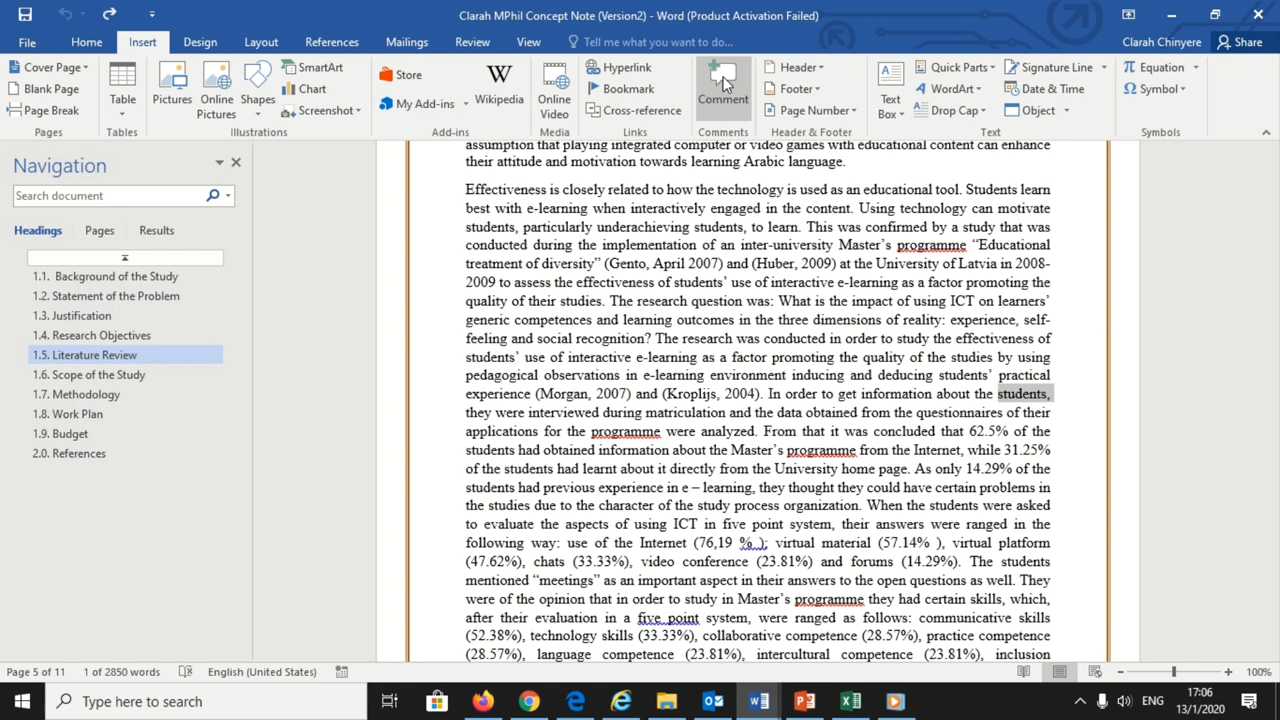 Clarah MPhil Concept Note (Version2) - Word (Product Activation Failed)
File Home Insert Design Layout References Mailings Review View Tell me what you want to do... Clarah Chinyere Share
Cover Page
Blank Page
Page Break
Pages
Table
Tables
Pictures
Online Pictures
Shapes
SmartArt
Chart
Screenshot
Illustrations
Store
My Add-ins
Wikipedia
Add-ins
Online Video
Media
Hyperlink
Bookmark
Cross-reference
Links
Comment
Comments
Header
Footer
Page Number
Header & Footer
Text Box
Quick Parts
WordArt
Drop Cap
Signature Line
Date & Time
Object
Text
Equation
Symbol
Symbols
Navigation
Search document
Headings Pages Results
1.1. Background of the Study
1.2. Statement of the Problem
1.3. Justification
1.4. Research Objectives
1.5. Literature Review
1.6. Scope of the Study
1.7. Methodology
1.8. Work Plan
1.9. Budget
2.0. References
assumption that playing integrated computer or video games with educational content can enhance
their attitude and motivation towards learning Arabic language.
Effectiveness is closely related to how the technology is used as an educational tool. Students learn
best with e-learning when interactively engaged in the content. Using technology can motivate
students, particularly underachieving students, to learn. This was confirmed by a study that was
conducted during the implementation of an inter-university Master’s programme “Educational
treatment of diversity” (Gento, April 2007) and (Huber, 2009) at the University of Latvia in 2008-
2009 to assess the effectiveness of students’ use of interactive e-learning as a factor promoting the
quality of their studies. The research question was: What is the impact of using ICT on learners’
generic competences and learning outcomes in the three dimensions of reality: experience, self-
feeling and social recognition? The research was conducted in order to study the effectiveness of
students’ use of interactive e-learning as a factor promoting the quality of the studies by using
pedagogical observations in e-learning environment inducing and deducing students’ practical
experience (Morgan, 2007) and (Kroplijs, 2004). In order to get information about the students,
they were interviewed during matriculation and the data obtained from the questionnaires of their
applications for the programme were analyzed. From that it was concluded that 62.5% of the
students had obtained information about the Master’s programme from the Internet, while 31.25%
of the students had learnt about it directly from the University home page. As only 14.29% of the
students had previous experience in e – learning, they thought they could have certain problems in
the studies due to the character of the study process organization. When the students were asked
to evaluate the aspects of using ICT in five point system, their answers were ranged in the
following way: use of the Internet (76,19 % ); virtual material (57.14% ), virtual platform
(47.62%), chats (33.33%), video conference (23.81%) and forums (14.29%). The students
mentioned “meetings” as an important aspect in their answers to the open questions as well. They
were of the opinion that in order to study in Master’s programme they had certain skills, which,
after their evaluation in a five point system, were ranged as follows: communicative skills
(52.38%), technology skills (33.33%), collaborative competence (28.57%), practice competence
(28.57%), language competence (23.81%), intercultural competence (23.81%), inclusion
Page 5 of 11 1 of 2850 words English (United States) 100%
Type here to search
ENG
17:06
13/1/2020